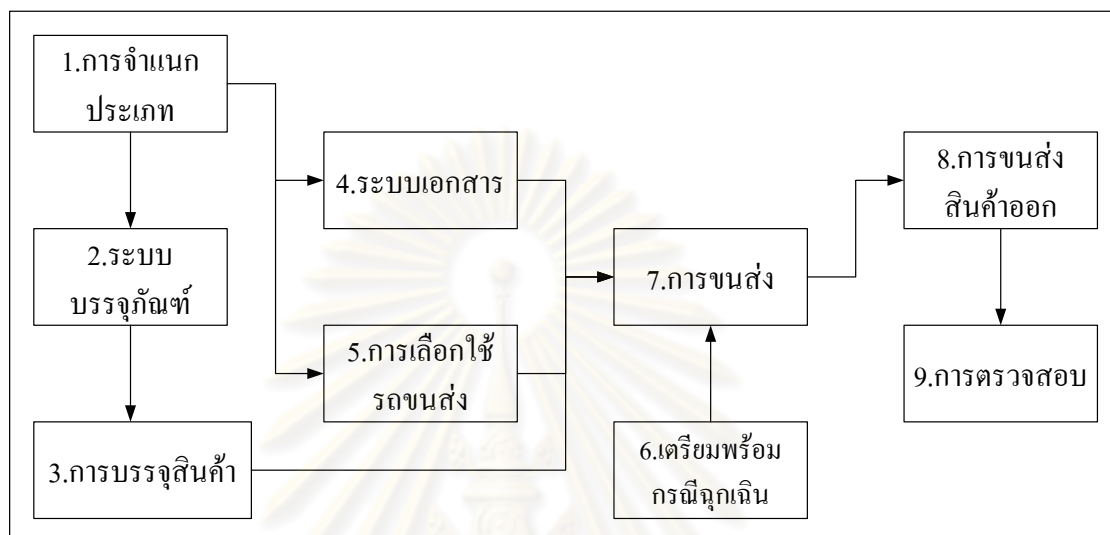 1.การจำแนก
ประเภท
2.ระบบ
บรรจุภัณฑ์
3.การบรรจุสินค้า
4.ระบบเอกสาร
5.การเลือกใช้
รถขนส่ง
6.เตรียมพร้อม
กรณีฉุกเฉิน
7.การขนส่ง
8.การขนส่ง
สินค้าออก
9.การตรวจสอบ